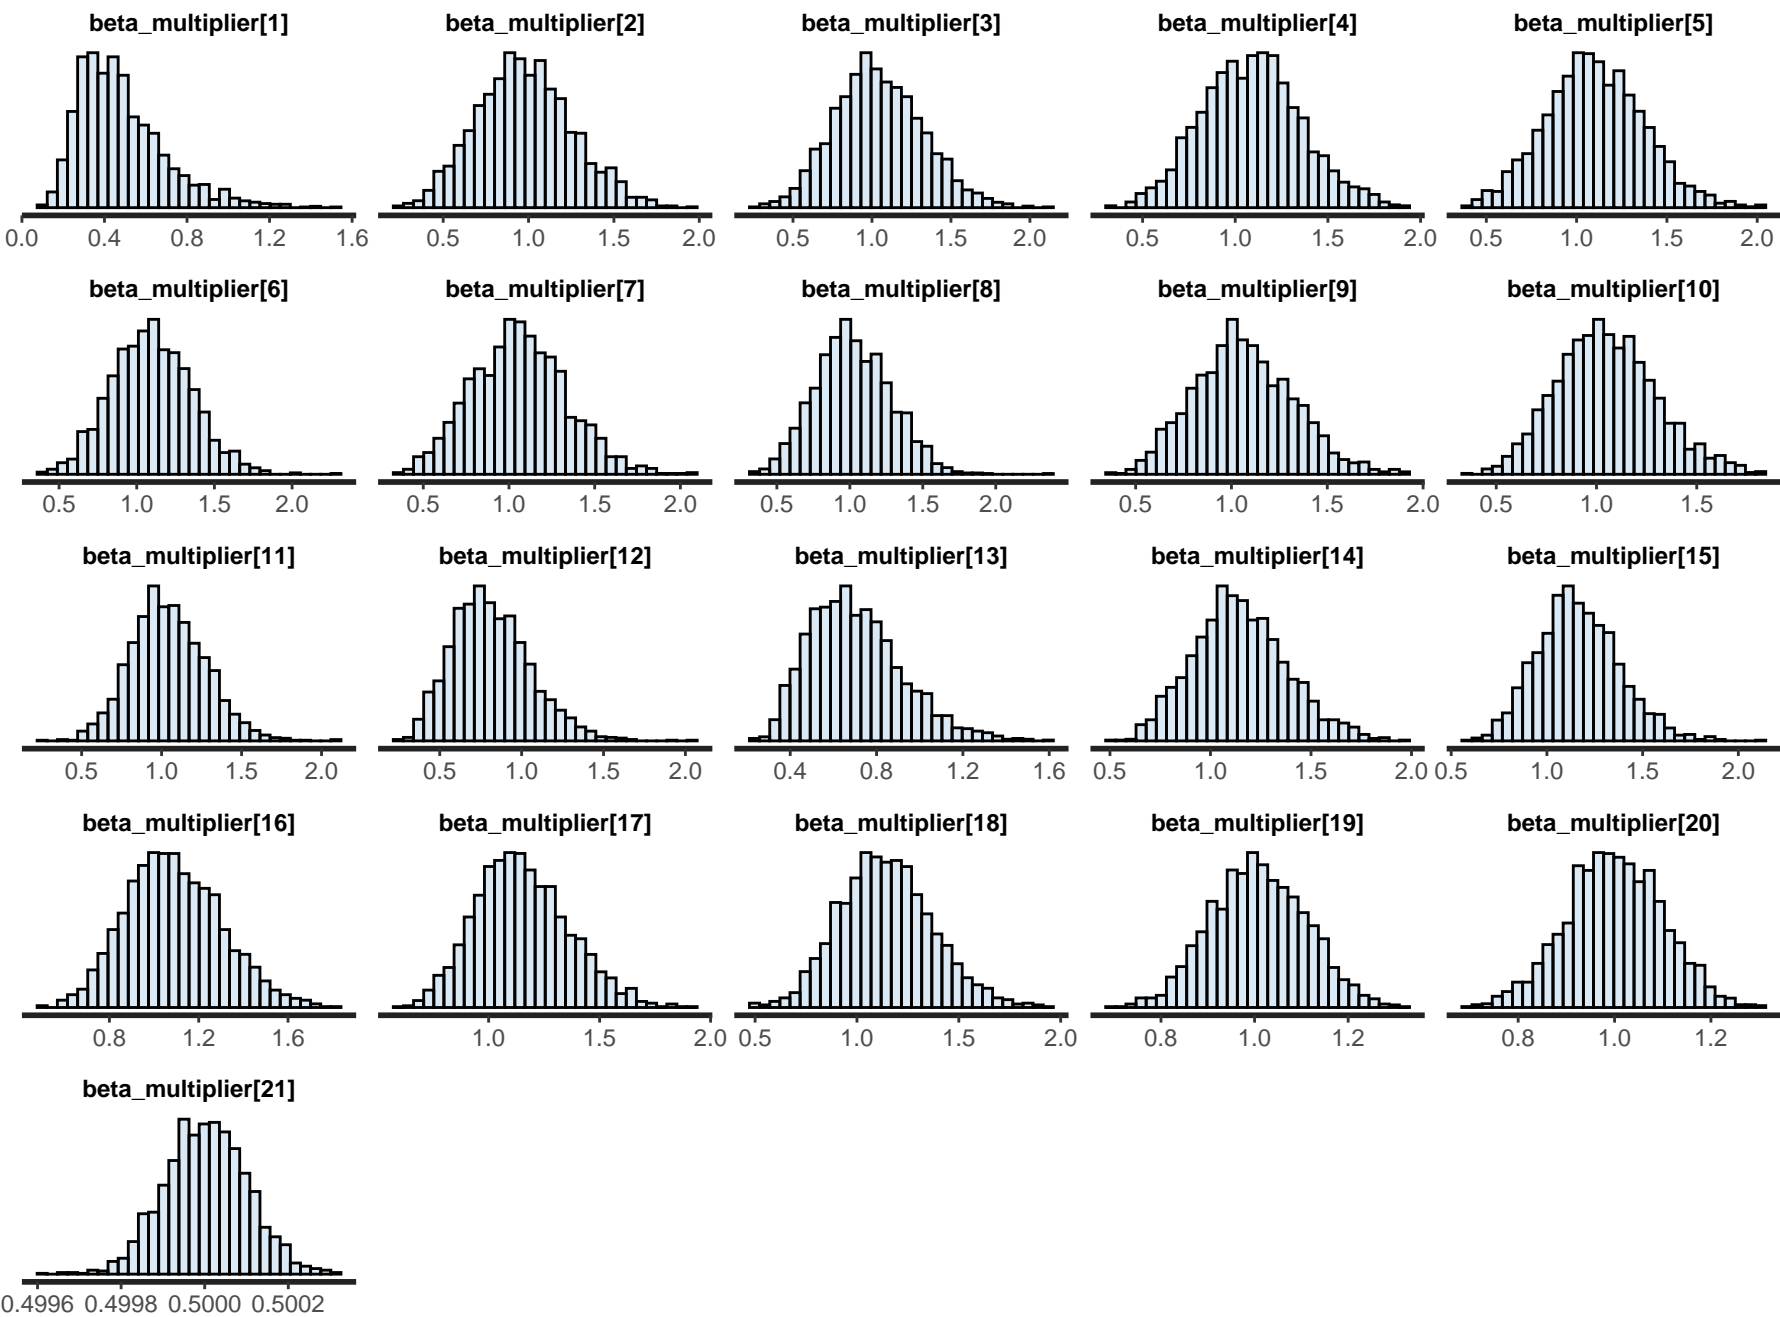 beta_multiplier[1] beta_multiplier[2] beta_multiplier[3] beta_multiplier[4] beta_multiplier[5]
0.0 0.4 0.8 1.2 1.6 0.5 1.0 1.5 2.0 0.5 1.0 1.5 2.0 0.5 1.0 1.5 2.0 0.5 1.0 1.5 2.0
beta_multiplier[6] beta_multiplier[7] beta_multiplier[8] beta_multiplier[9] beta_multiplier[10]
0.5 1.0 1.5 2.0 0.5 1.0 1.5 2.0 0.5 1.0 1.5 2.0 0.5 1.0 1.5 2.0 0.5 1.0 1.5
beta_multiplier[11] beta_multiplier[12] beta_multiplier[13] beta_multiplier[14] beta_multiplier[15]
0.5 1.0 1.5 2.0 0.5 1.0 1.5 2.0 0.4 0.8 1.2 1.6 0.5 1.0 1.5 2.0 0.5 1.0 1.5 2.0
beta_multiplier[16] beta_multiplier[17] beta_multiplier[18] beta_multiplier[19] beta_multiplier[20]
0.8 1.2 1.6 1.0 1.5 2.0 0.5 1.0 1.5 2.0 0.8 1.0 1.2 0.8 1.0 1.2
beta_multiplier[21]
0.4996 0.4998 0.5000 0.5002